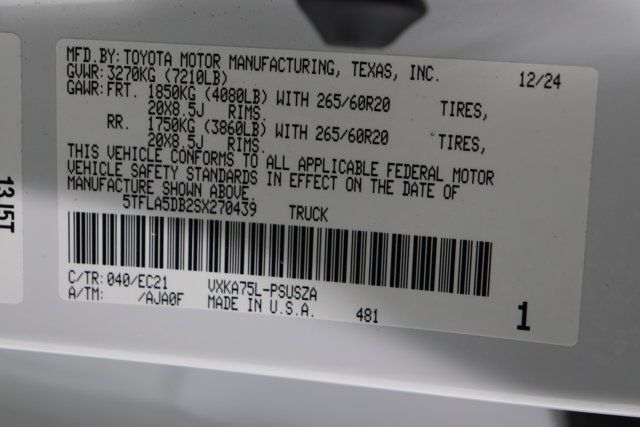 MFD.BY: TOYOTA MOTOR MANUFACTURING, TEXAS, INC. 12/24
GVWR: 3270KG (7210LB)
GAWR: FRT. 1850KG (4080LB) WITH 265/60R20 TIRES,
20X8.5J RIMS.
RR. 1750KG (3860LB) WITH 265/60R20 TIRES,
20X8.5J RIMS.
THIS VEHICLE CONFORMS TO ALL APPLICABLE FEDERAL MOTOR
VEHICLE SAFETY STANDARDS IN EFFECT ON THE DATE OF
MANUFACTURE SHOWN ABOVE.
5TFLA5DB2SX270439 TRUCK
C/TR: 040/EC21 VXKA75L-PSUSZA
A/TM: /AJA0F MADE IN U.S.A. 481 1